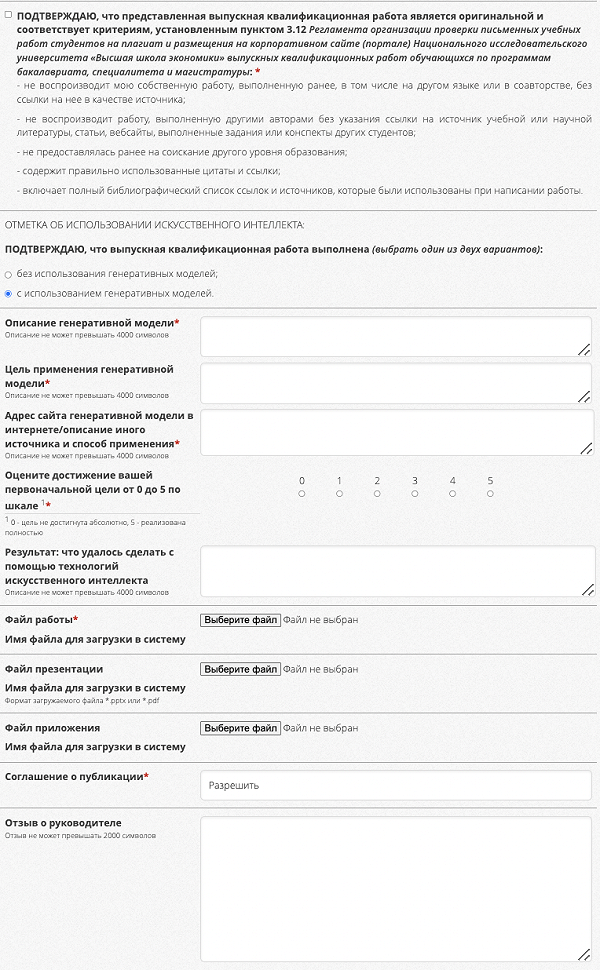 ПОДТВЕРЖДАЮ, что представленная выпускная квалификационная работа является оригинальной и
соответствует критериям, установленным пунктом 3.12 Регламента организации проверки письменных учебных
работ студентов на плагиат и размещения на корпоративном сайте (портале) Национального исследовательского
университета «Высшая школа экономики» выпускных квалификационных работ обучающихся по программам
бакалавриата, специалитета и магистратуры: *
- не воспроизводит мою собственную работу, выполненную ранее, в том числе на другом языке или в соавторстве, без
ссылки на нее в качестве источника;
- не воспроизводит работу, выполненную другими авторами без указания ссылки на источник учебной или научной
литературы, статьи, вебсайты, выполненные задания или конспекты других студентов;
- не предоставлялась ранее на соискание другого уровня образования;
- содержит правильно использованные цитаты и ссылки;
- включает полный библиографический список ссылок и источников, которые были использованы при написании работы.
ОТМЕТКА ОБ ИСПОЛЬЗОВАНИИ ИСКУССТВЕННОГО ИНТЕЛЛЕКТА:
ПОДТВЕРЖДАЮ, что выпускная квалификационная работа выполнена (выбрать один из двух вариантов):
без использования генеративных моделей;
с использованием генеративных моделей.
Описание генеративной модели*
Описание не может превышать 4000 символов
Цель применения генеративной
модели*
Описание не может превышать 4000 символов
Адрес сайта генеративной модели в
интернете/описание иного
источника и способ применения*
Описание не может превышать 4000 символов
Оцените достижение вашей
первоначальной цели от 0 до 5 по
шкале 1*
0 1 2 3 4 5
1 0 - цель не достигнута абсолютно, 5 - реализована
полностью
Результат: что удалось сделать с
помощью технологий
искусственного интеллекта
Описание не может превышать 4000 символов
Файл работы* Выберите файл Файл не выбран
Имя файла для загрузки в систему
Файл презентации Выберите файл Файл не выбран
Имя файла для загрузки в систему
Формат загружаемого файла *.pptx или *.pdf
Файл приложения Выберите файл Файл не выбран
Имя файла для загрузки в систему
Соглашение о публикации* Разрешить
Отзыв о руководителе
Отзыв не может превышать 2000 символов